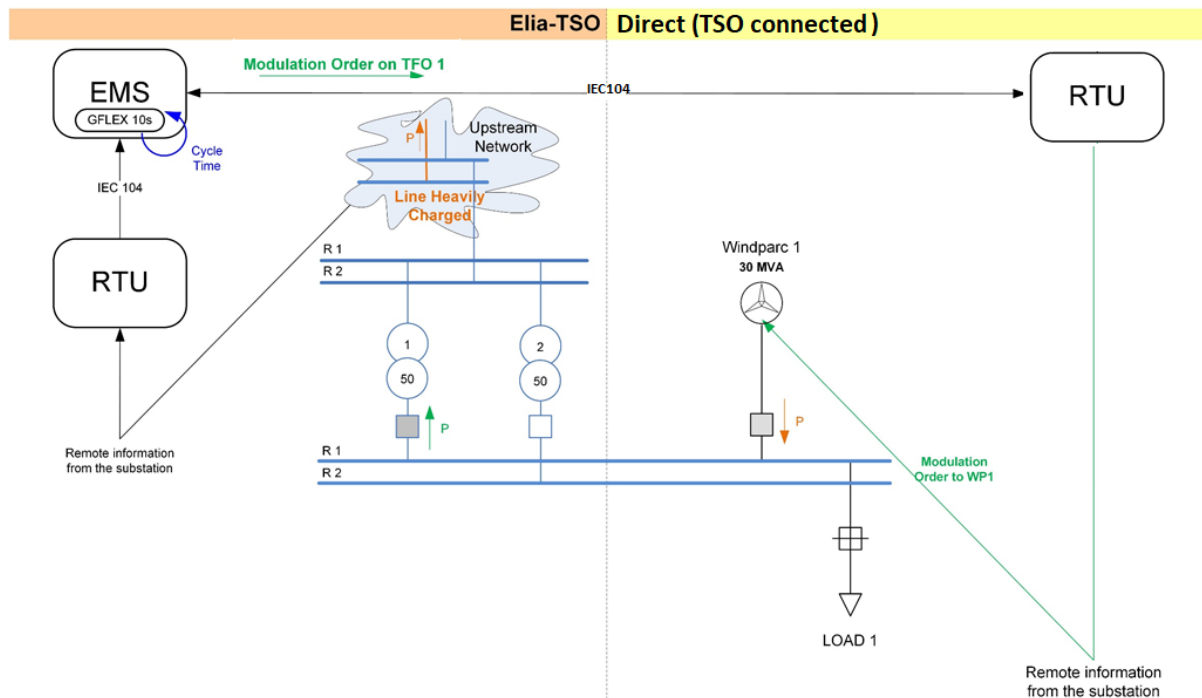 Elia-TSO
Direct (TSO connected)
EMS
GFLEX 10s
Cycle
Time
Modulation Order on TFO 1
IEC104
RTU
P
Upstream
Network
Line Heavily
Charged
IEC 104
RTU
Remote information
from the substation
R 1
R 2
1
50
2
50
P
R 1
R 2
Windparc 1
30 MVA
P
Modulation
Order to WP1
LOAD 1
Remote information
from the substation